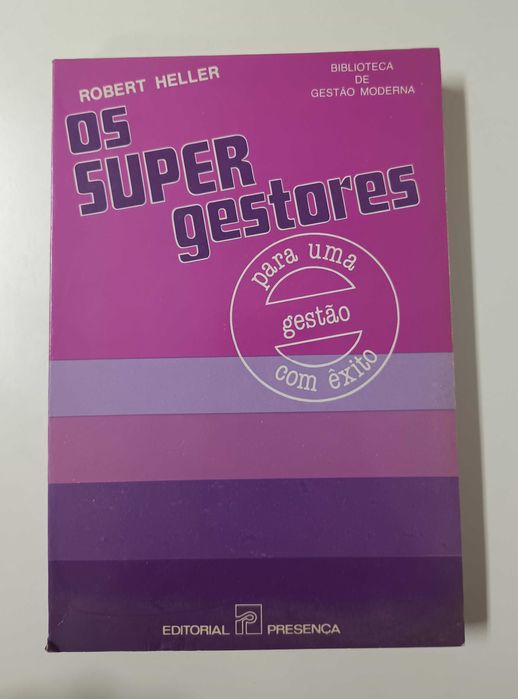 ROBERT HELLER
BIBLIOTECA
DE
GESTÃO MODERNA
os
SUPER
gestores
para uma
gestão
com êxito
EDITORIAL PRESENÇA